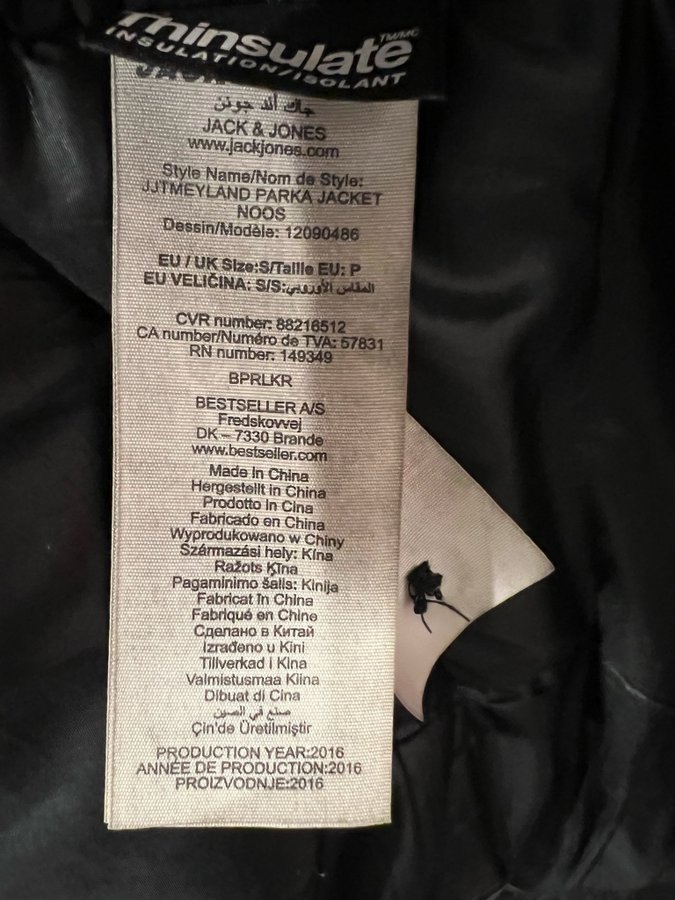 Thinsulate TM/MC
INSULATION/ISOLANT
جاك أند جونز
JACK & JONES
www.jackjones.com
Style Name/Nom de Style:
JJTMEYLAND PARKA JACKET
NOOS
Dessin/Modèle: 12090486
EU / UK Size:S/Taille EU: P
EU VELIČINA: S/S:المقاس الأوروبي
CVR number: 88216512
CA number/Numéro de TVA: 57831
RN number: 149349
BPRLKR
BESTSELLER A/S
Fredskovvej
DK – 7330 Brande
www.bestseller.com
Made in China
Hergestellt in China
Prodotto in Cina
Fabricado en China
Wyprodukowano w Chiny
Származási hely: Kína
Ražots Ķīna
Pagaminimo šalis: Kinija
Fabricat în China
Fabriqué en Chine
Сделано в Китай
Izrađeno u Kini
Tillverkad i Kina
Valmistusmaa Kiina
Dibuat di Cina
صنع في الصين
Çin'de Üretilmiştir
PRODUCTION YEAR:2016
ANNÉE DE PRODUCTION:2016
PROIZVODNJE:2016